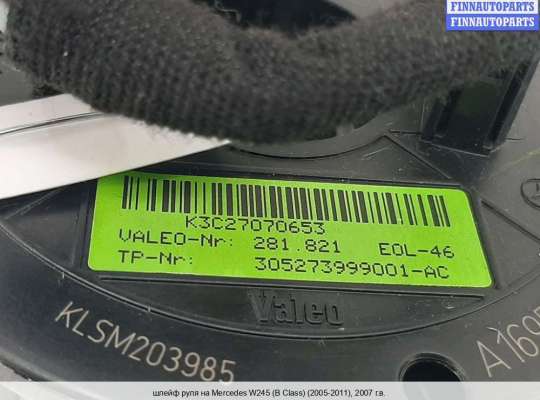 FINNAUTOPARTS
FINNAUTOPARTS
K3C27070653
VALEO-Nr: 281.821 EOL-46
TP-Nr: 305273999001-AC
Valeo
KLSM203985
A169
шлейф руля на Mercedes W245 (B Class) (2005-2011), 2007 г.в.